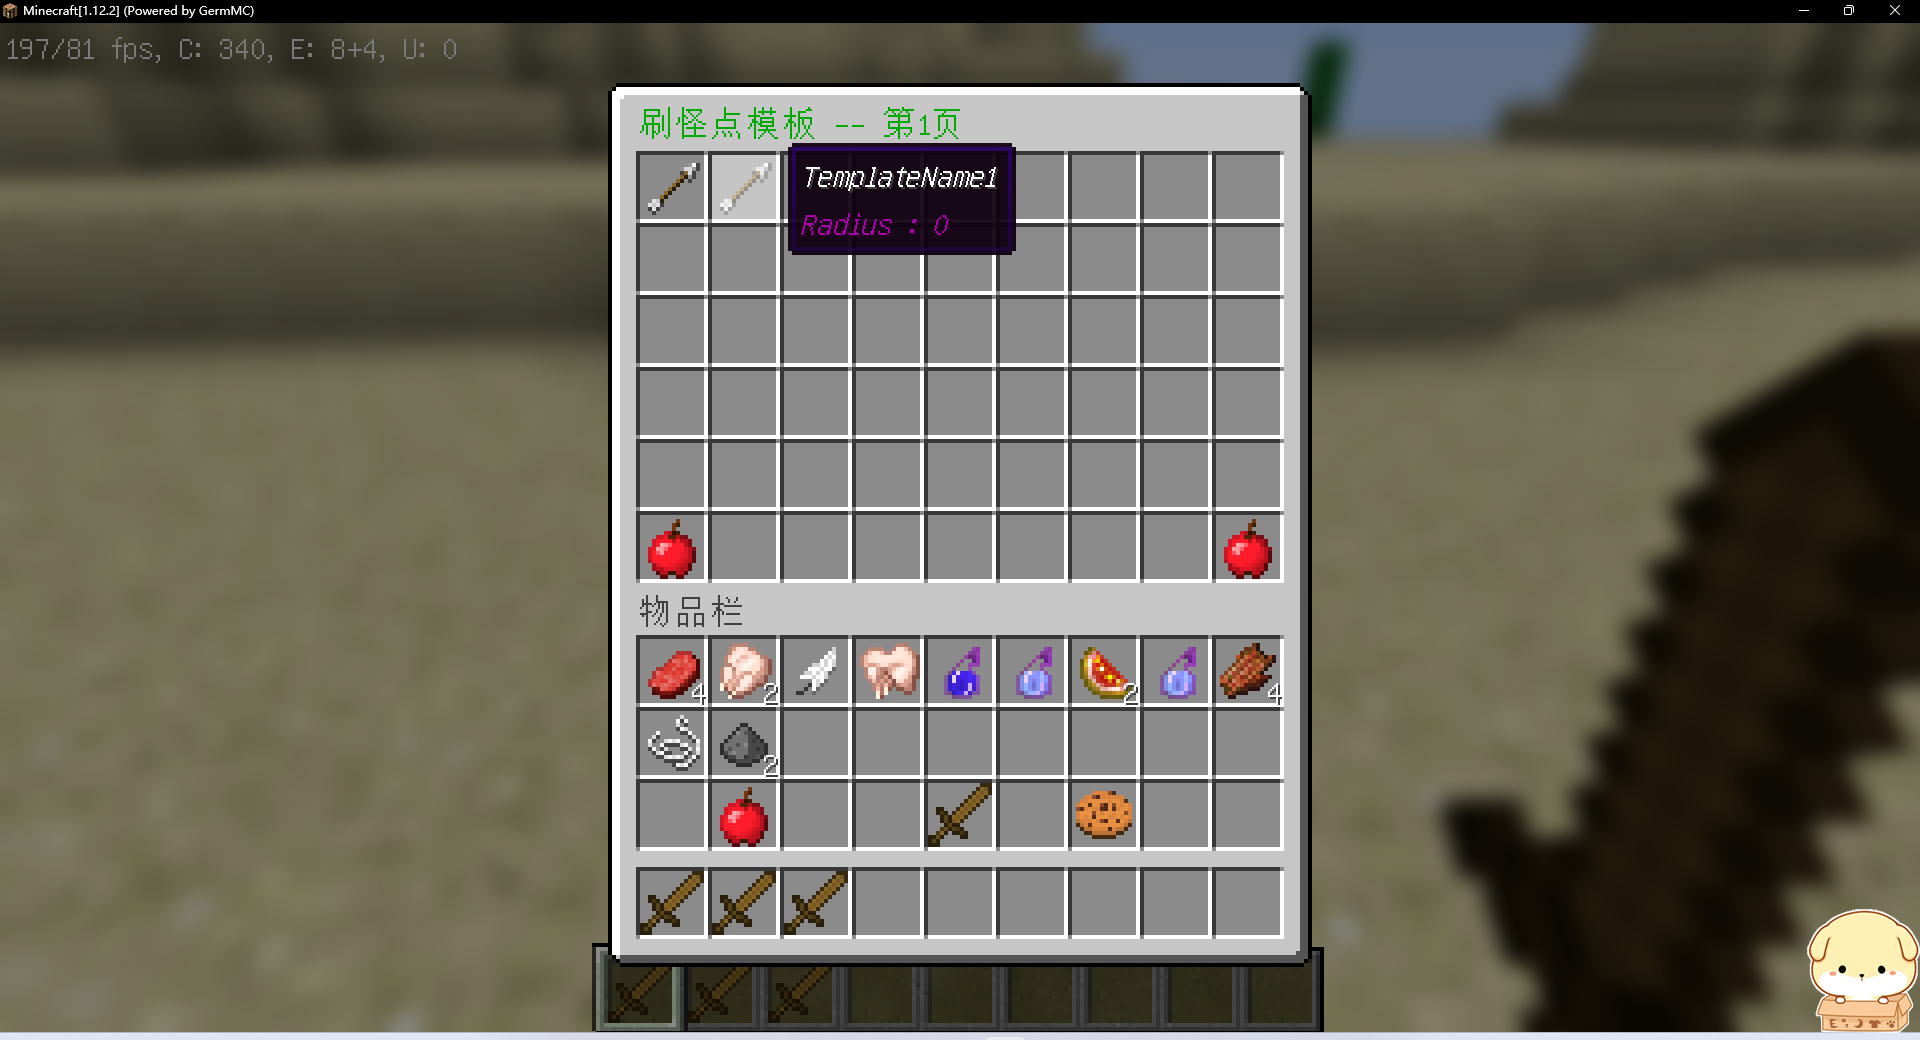 Minecraft[1.12.2] (Powered by GermMC)
197/81 fps, C: 340, E: 8+4, U: 0
刷怪点模板 -- 第1页
TemplateName1
Radius : 0
物品栏
4
2
2
4
2